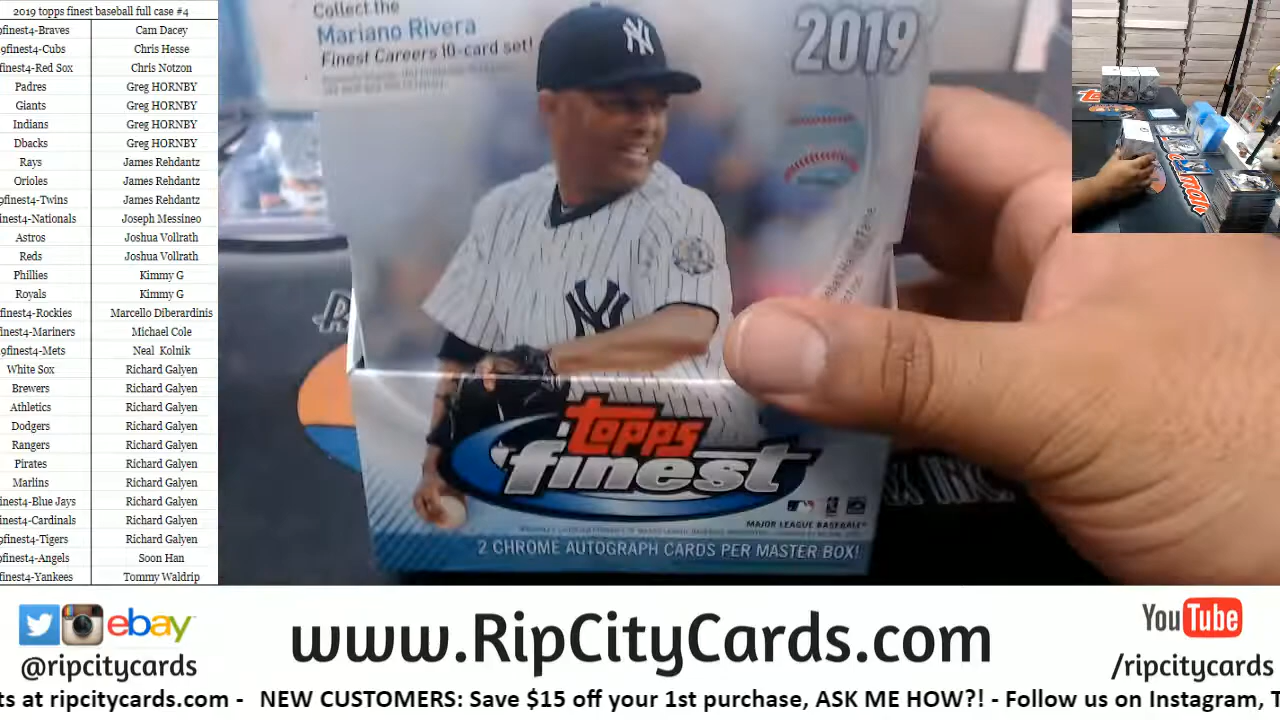 2019 topps finest baseball full case #4
9finest4-Braves Cam Dacey
9finest4-Cubs Chris Hesse
finest4-Red Sox Chris Notzon
Padres Greg HORNBY
Giants Greg HORNBY
Indians Greg HORNBY
Dbacks Greg HORNBY
Rays James Rehdantz
Orioles James Rehdantz
9finest4-Twins James Rehdantz
inest4-Nationals Joseph Messineo
Astros Joshua Vollrath
Reds Joshua Vollrath
Phillies Kimmy G
Royals Kimmy G
finest4-Rockies Marcello Diberardinis
finest4-Mariners Michael Cole
9finest4-Mets Neal Kolnik
White Sox Richard Galyen
Brewers Richard Galyen
Athletics Richard Galyen
Dodgers Richard Galyen
Rangers Richard Galyen
Pirates Richard Galyen
Marlins Richard Galyen
finest4-Blue Jays Richard Galyen
inest4-Cardinals Richard Galyen
9finest4-Tigers Richard Galyen
finest4-Angels Soon Han
finest4-Yankees Tommy Waldrip
Collect the
Mariano Rivera
Finest Careers 10-card set!
2019
NY
NY
topps
finest
MAJOR LEAGUE BASEBALL
2 CHROME AUTOGRAPH CARDS PER MASTER BOX!
ebay
@ripcitycards
www.RipCityCards.com
YouTube
/ripcitycards
ts at ripcitycards.com - NEW CUSTOMERS: Save $15 off your 1st purchase, ASK ME HOW?! - Follow us on Instagram, T